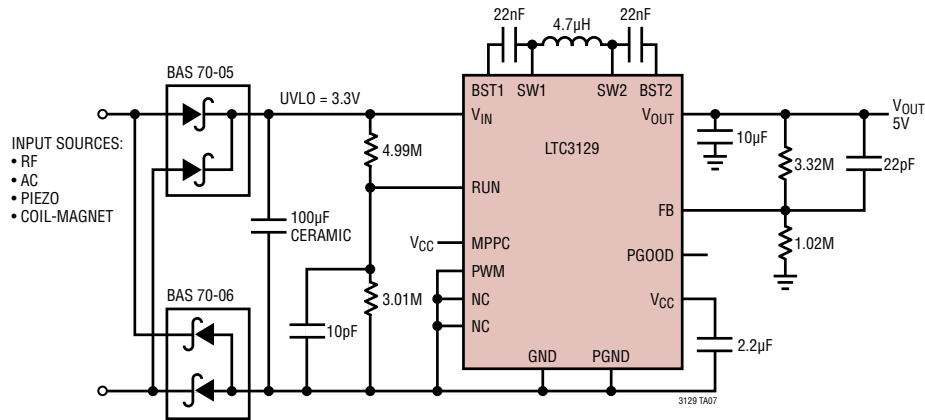 22nF
4.7µH
22nF
BAS 70-05
UVLO = 3.3V
BST1
SW1
SW2
BST2
VIN
VOUT
VOUT
5V
LTC3129
10µF
INPUT SOURCES:
• RF
• AC
• PIEZO
• COIL-MAGNET
4.99M
3.32M
22pF
RUN
FB
100µF
CERAMIC
VCC
MPPC
1.02M
PGOOD
PWM
BAS 70-06
3.01M
NC
VCC
10pF
NC
2.2µF
GND
PGND
3129 TA07